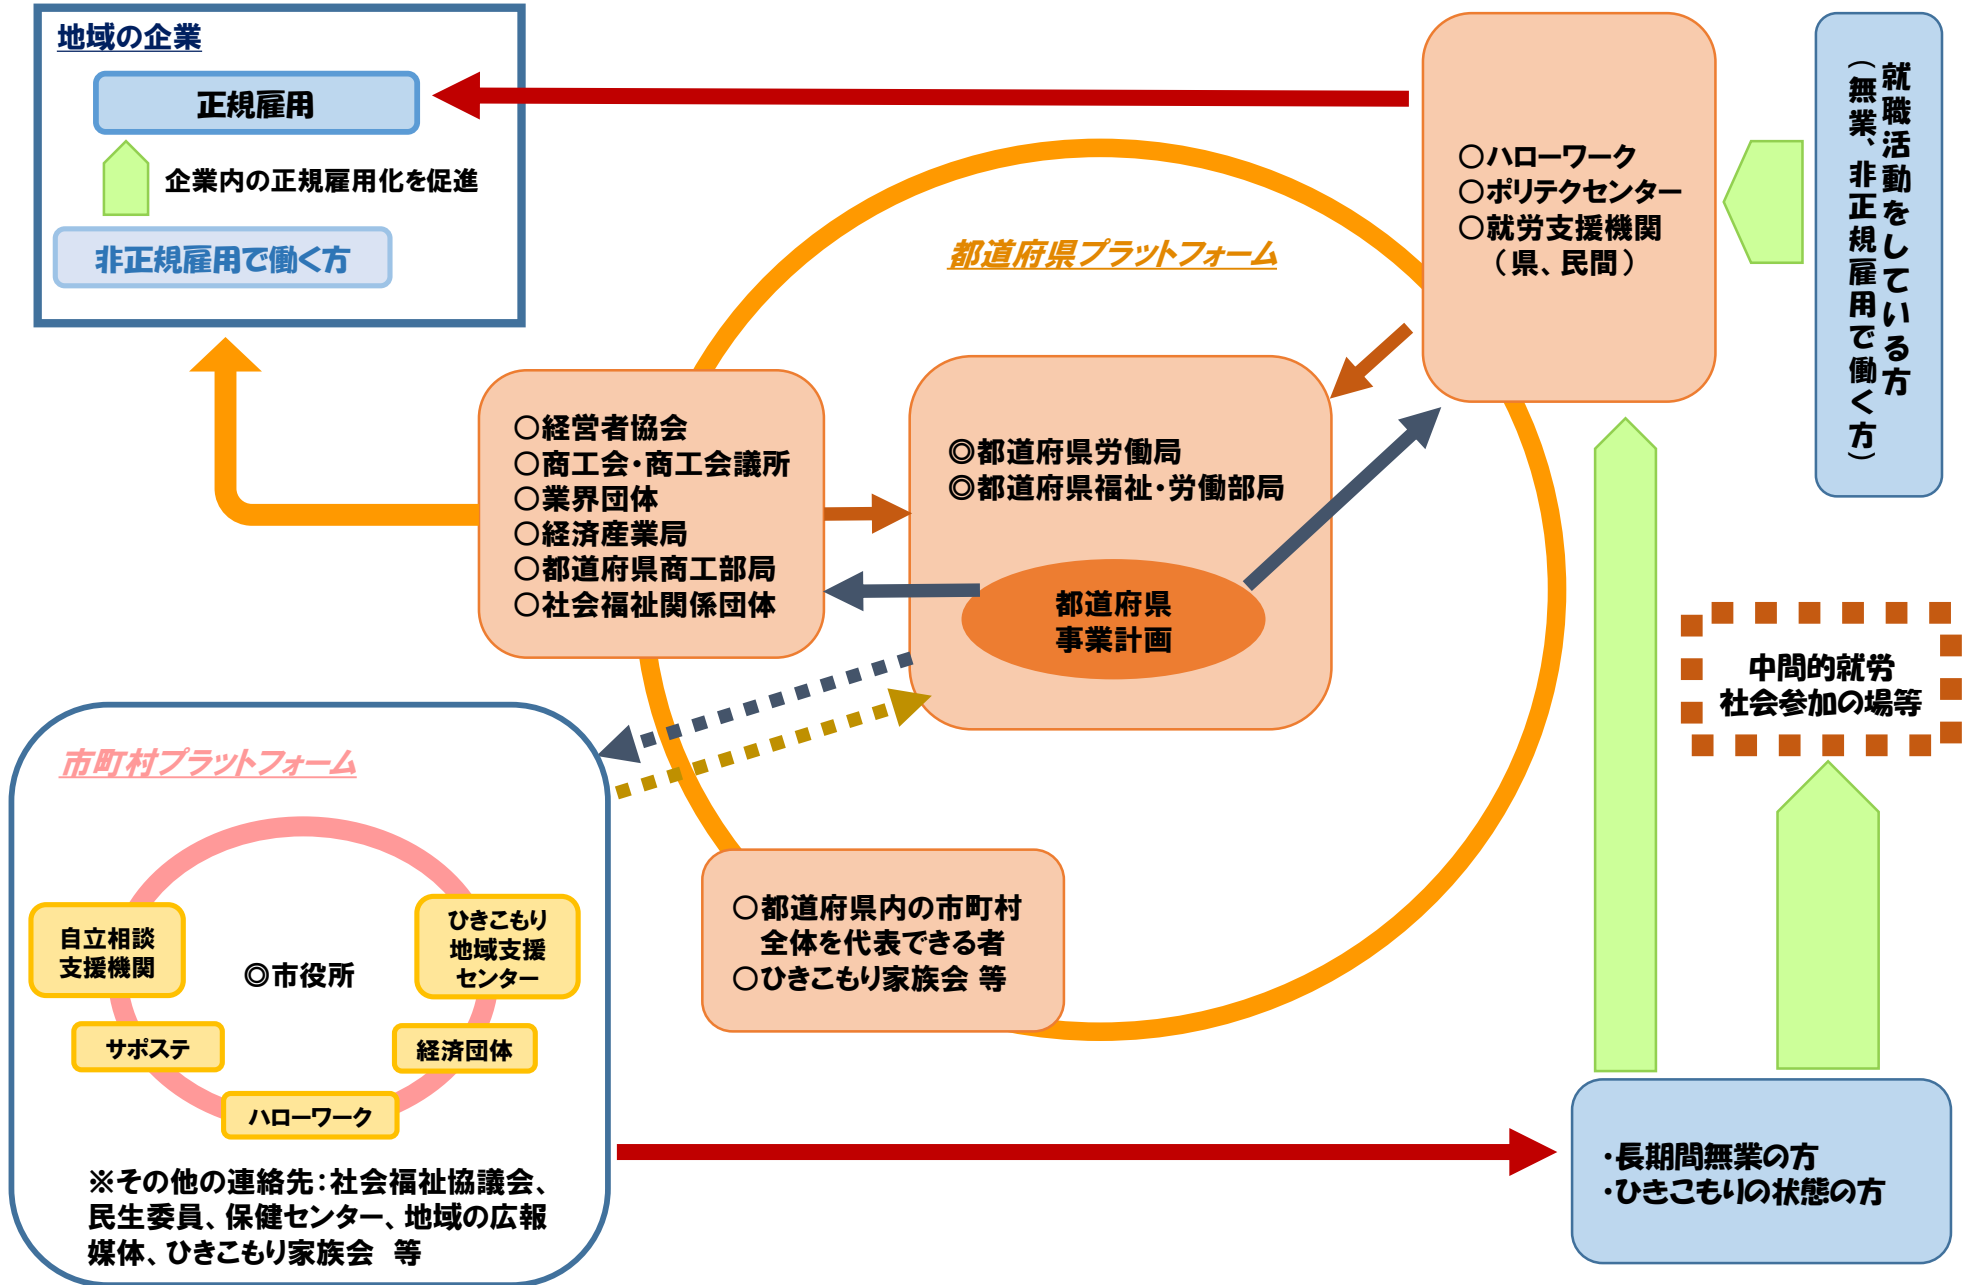 地域の企業
正規雇用
企業内の正規雇用化を促進
非正規雇用で働く方
都道府県プラットフォーム
○ハローワーク
○ポリテクセンター
○就労支援機関
（県、民間）
就職活動をしている方
（無業、非正規雇用で働く方）
○経営者協会
○商工会・商工会議所
○業界団体
○経済産業局
○都道府県商工部局
○社会福祉関係団体
◎都道府県労働局
◎都道府県福祉・労働部局
都道府県
事業計画
中間的就労
社会参加の場等
市町村プラットフォーム
自立相談
支援機関
◎市役所
ひきこもり
地域支援
センター
サポステ
経済団体
ハローワーク
※その他の連絡先：社会福祉協議会、
民生委員、保健センター、地域の広報
媒体、ひきこもり家族会　等
○都道府県内の市町村
全体を代表できる者
○ひきこもり家族会 等
・長期間無業の方
・ひきこもりの状態の方